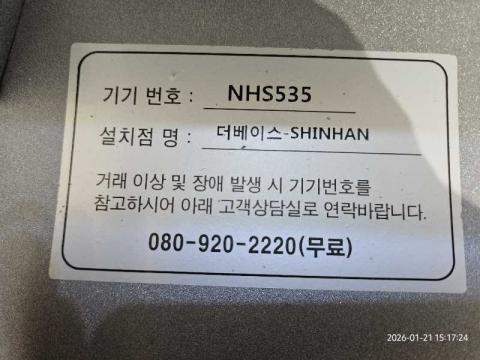 기기 번호 : NHS535
설치점 명 : 더베이스-SHINHAN
거래 이상 및 장애 발생 시 기기번호를
참고하시어 아래 고객상담실로 연락바랍니다.
080-920-2220(무료)
2026-01-21 15:17:24